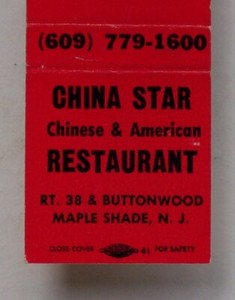 (609) 779-1600
CHINA STAR
Chinese & American
RESTAURANT
RT. 38 & BUTTONWOOD
MAPLE SHADE, N. J.
CLOSE COVER FOR SAFETY